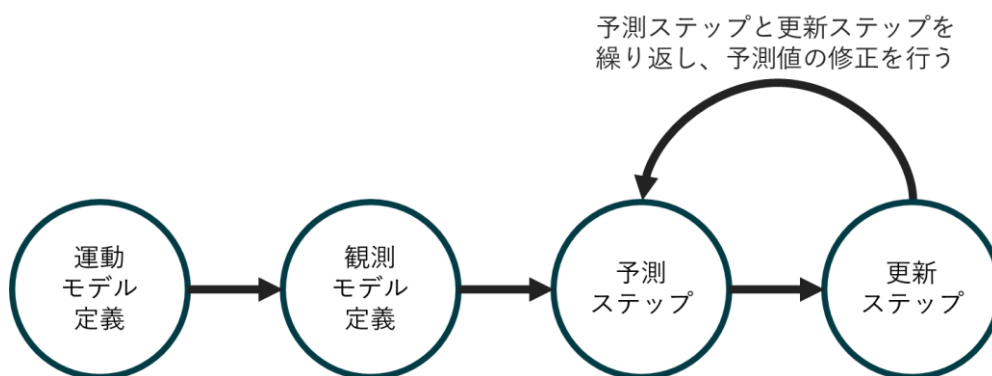 予測ステップと更新ステップを
繰り返し、予測値の修正を行う
運動
モデル
定義
観測
モデル
定義
予測
ステップ
更新
ステップ